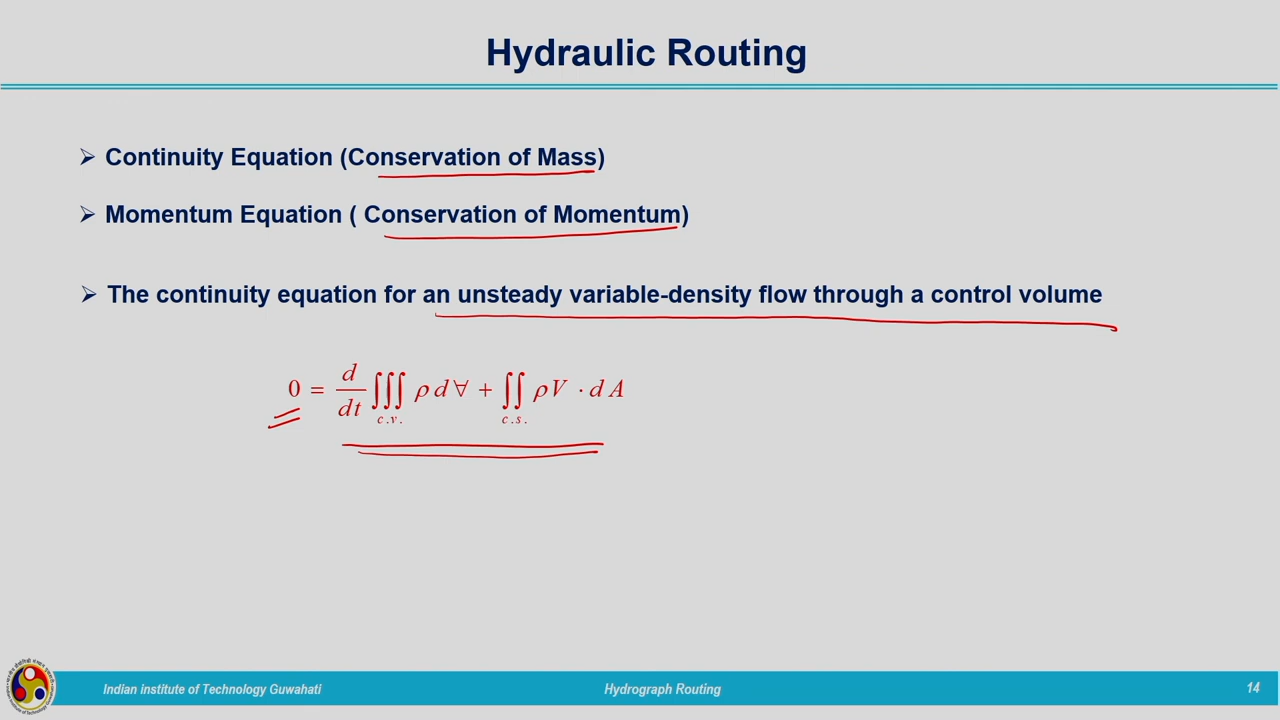 Hydraulic Routing
➢ Continuity Equation (Conservation of Mass)
➢ Momentum Equation ( Conservation of Momentum)
➢ The continuity equation for an unsteady variable-density flow through a control volume
0 = d/dt ∭ c.v. ρ d∀ + ∬ c.s. ρV · dA
Indian institute of Technology Guwahati Hydrograph Routing 14